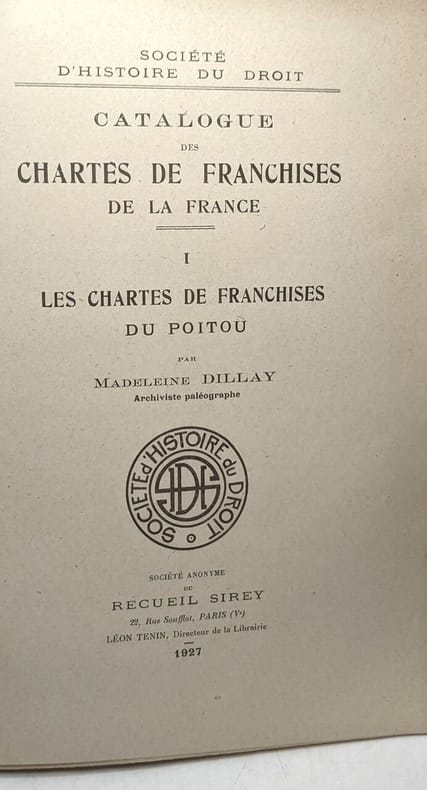 SOCIÉTÉ
D'HISTOIRE DU DROIT
CATALOGUE
DES
CHARTES DE FRANCHISES
DE LA FRANCE
I
LES CHARTES DE FRANCHISES
DU POITOU
PAR
MADELEINE DILLAY
Archiviste paléographe
SOCIÉTÉ d'HISTOIRE du DROIT
SHD
SOCIÉTÉ ANONYME
DU
RECUEIL SIREY
22, Rue Soufflot, PARIS (Ve)
LÉON TENIN, Directeur de la Librairie
1927